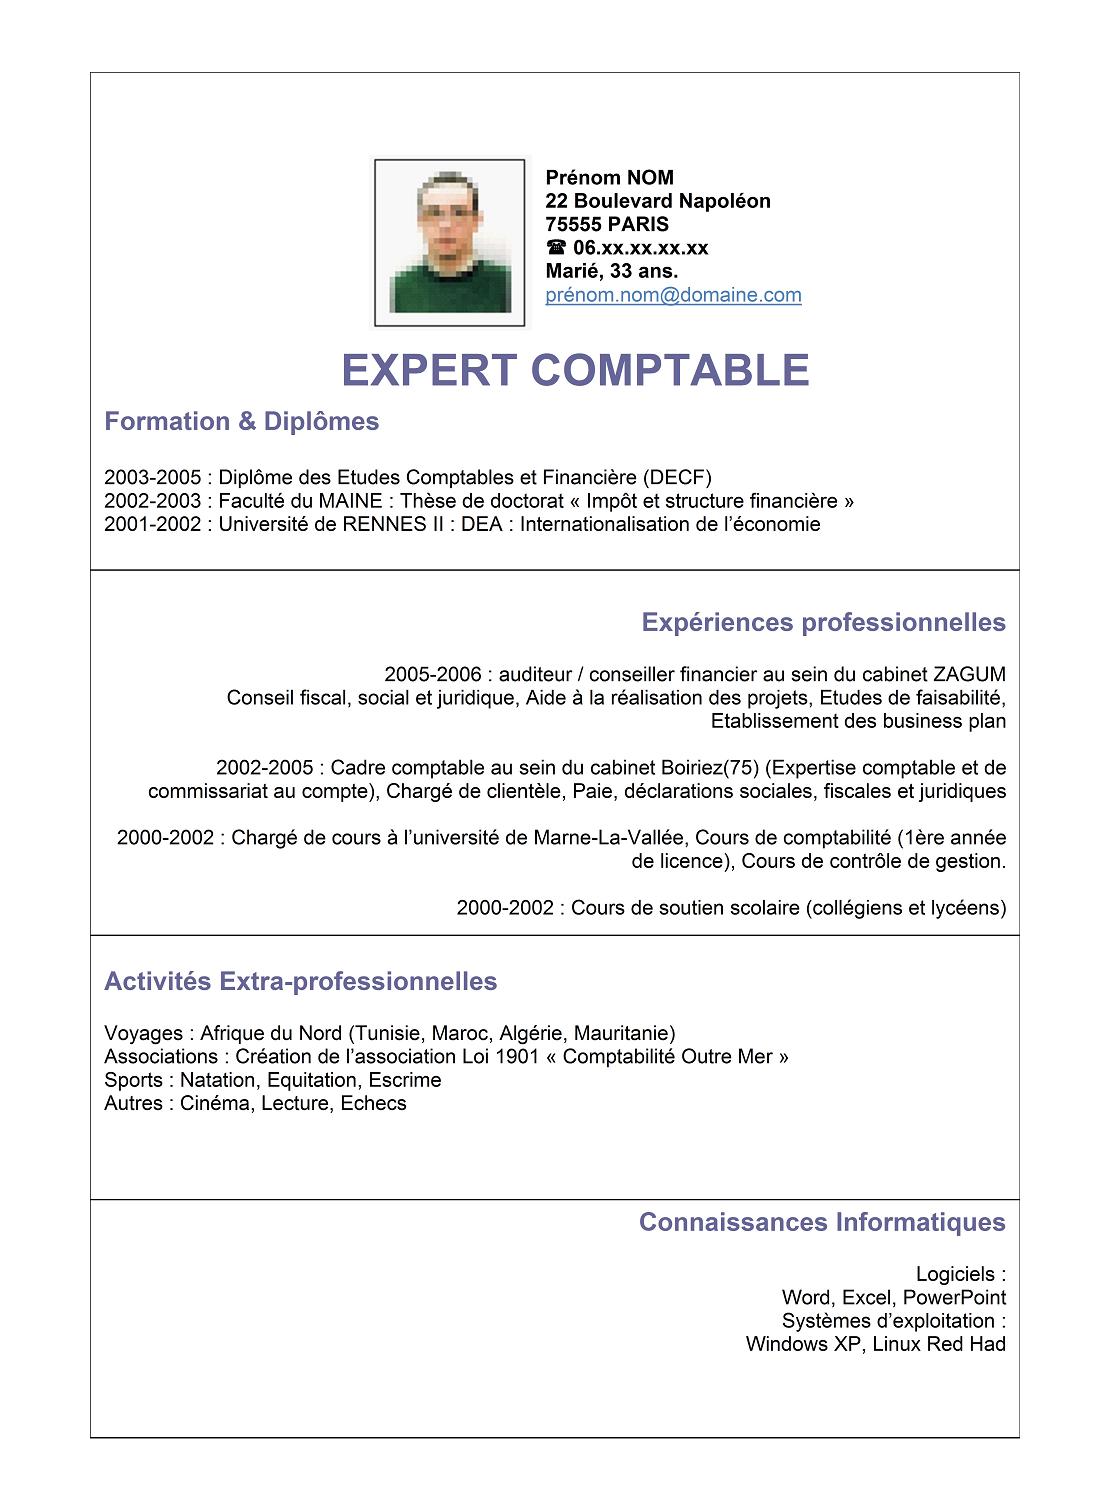 Prénom NOM
22 Boulevard Napoléon
75555 PARIS
☎ 06.xx.xx.xx.xx
Marié, 33 ans.
prénom.nom@domaine.com
EXPERT COMPTABLE
Formation & Diplômes
2003-2005 : Diplôme des Etudes Comptables et Financière (DECF)
2002-2003 : Faculté du MAINE : Thèse de doctorat « Impôt et structure financière »
2001-2002 : Université de RENNES II : DEA : Internationalisation de l’économie
Expériences professionnelles
2005-2006 : auditeur / conseiller financier au sein du cabinet ZAGUM
Conseil fiscal, social et juridique, Aide à la réalisation des projets, Etudes de faisabilité,
Etablissement des business plan
2002-2005 : Cadre comptable au sein du cabinet Boiriez(75) (Expertise comptable et de
commissariat au compte), Chargé de clientèle, Paie, déclarations sociales, fiscales et juridiques
2000-2002 : Chargé de cours à l’université de Marne-La-Vallée, Cours de comptabilité (1ère année
de licence), Cours de contrôle de gestion.
2000-2002 : Cours de soutien scolaire (collégiens et lycéens)
Activités Extra-professionnelles
Voyages : Afrique du Nord (Tunisie, Maroc, Algérie, Mauritanie)
Associations : Création de l’association Loi 1901 « Comptabilité Outre Mer »
Sports : Natation, Equitation, Escrime
Autres : Cinéma, Lecture, Echecs
Connaissances Informatiques
Logiciels :
Word, Excel, PowerPoint
Systèmes d’exploitation :
Windows XP, Linux Red Had